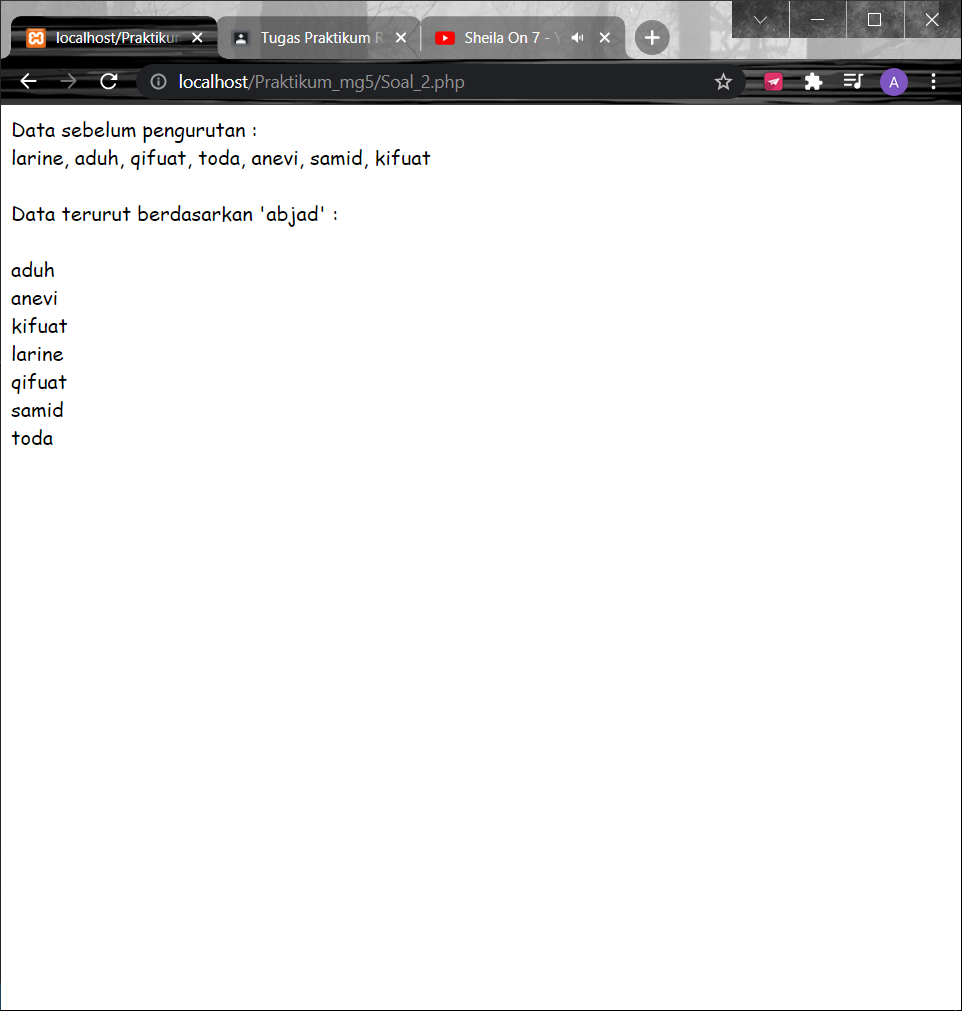 localhost/Praktiku
Tugas Praktikum R
Sheila On 7 - Y
localhost/Praktikum_mg5/Soal_2.php
A
Data sebelum pengurutan :
larine, aduh, qifuat, toda, anevi, samid, kifuat
Data terurut berdasarkan 'abjad' :
aduh
anevi
kifuat
larine
qifuat
samid
toda